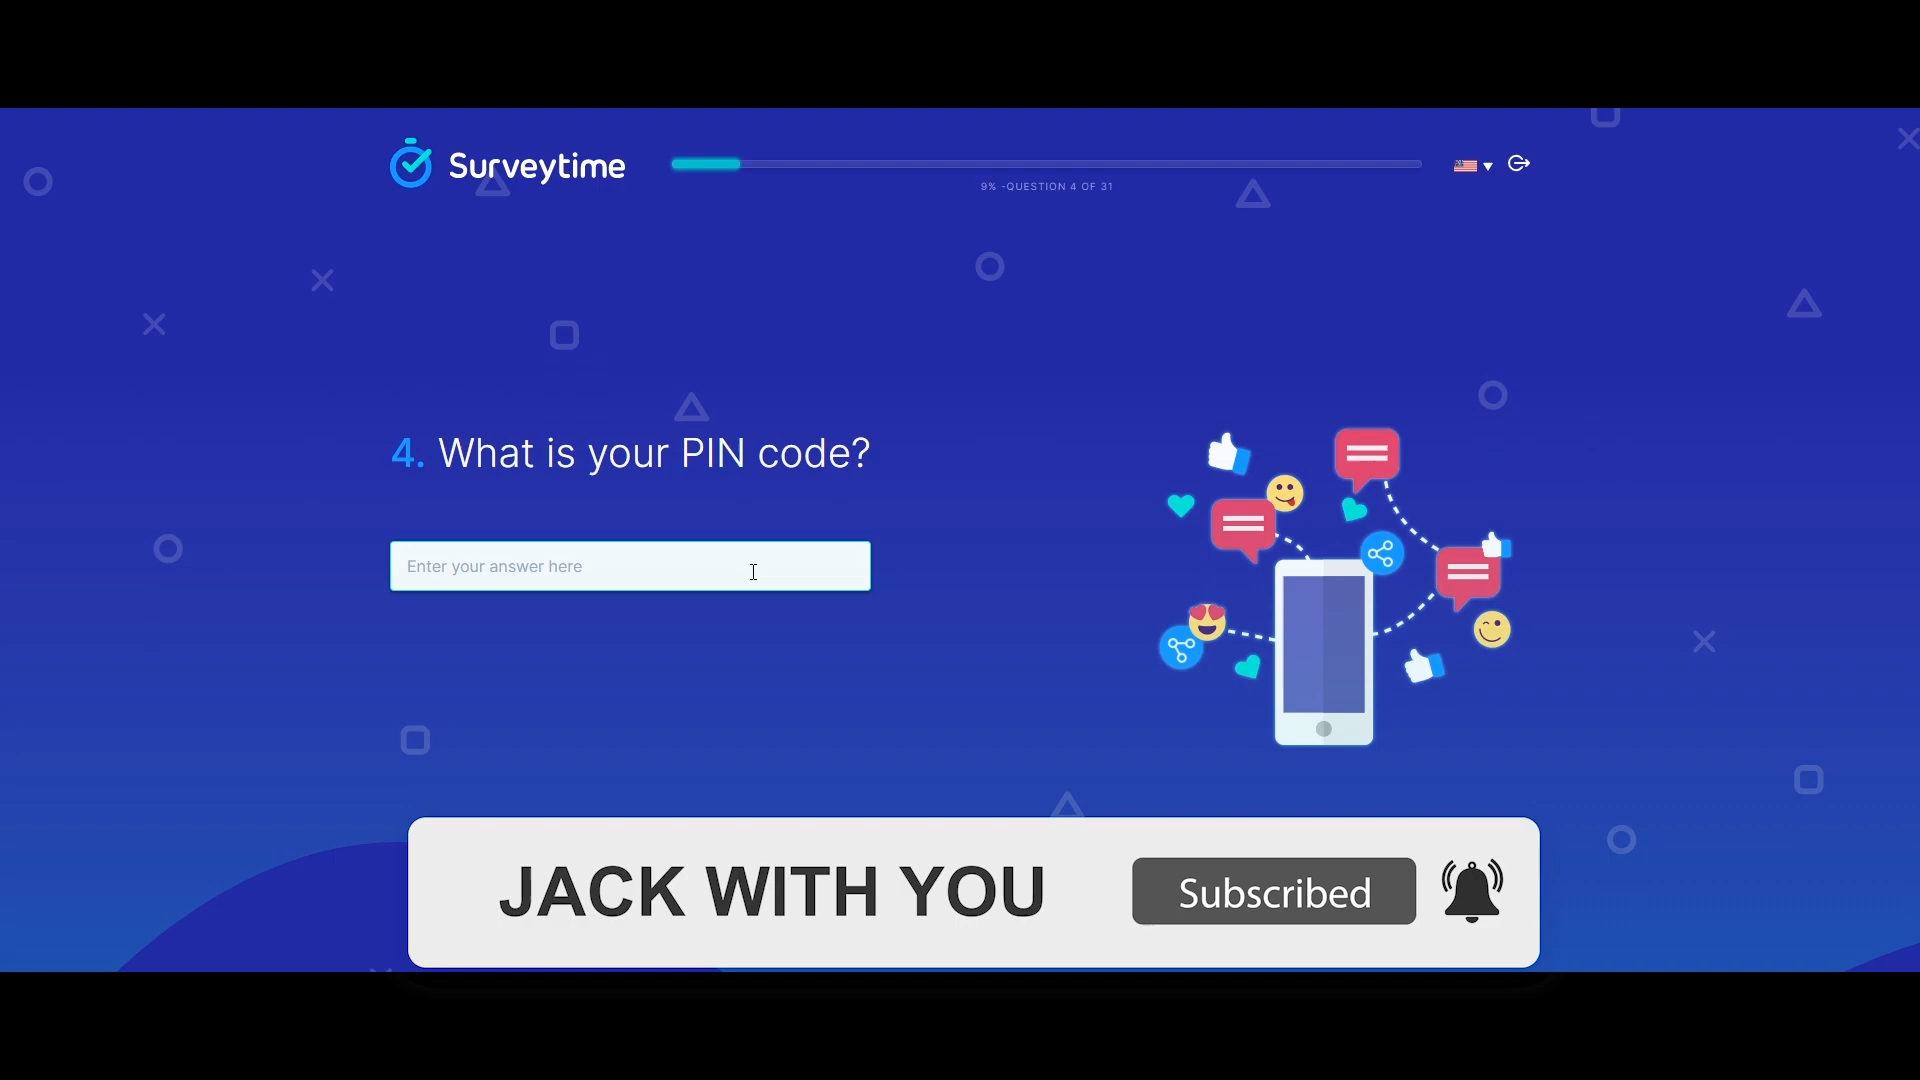 Surveytime
9% -QUESTION 4 OF 31
4. What is your PIN code?
Enter your answer here
JACK WITH YOU
Subscribed